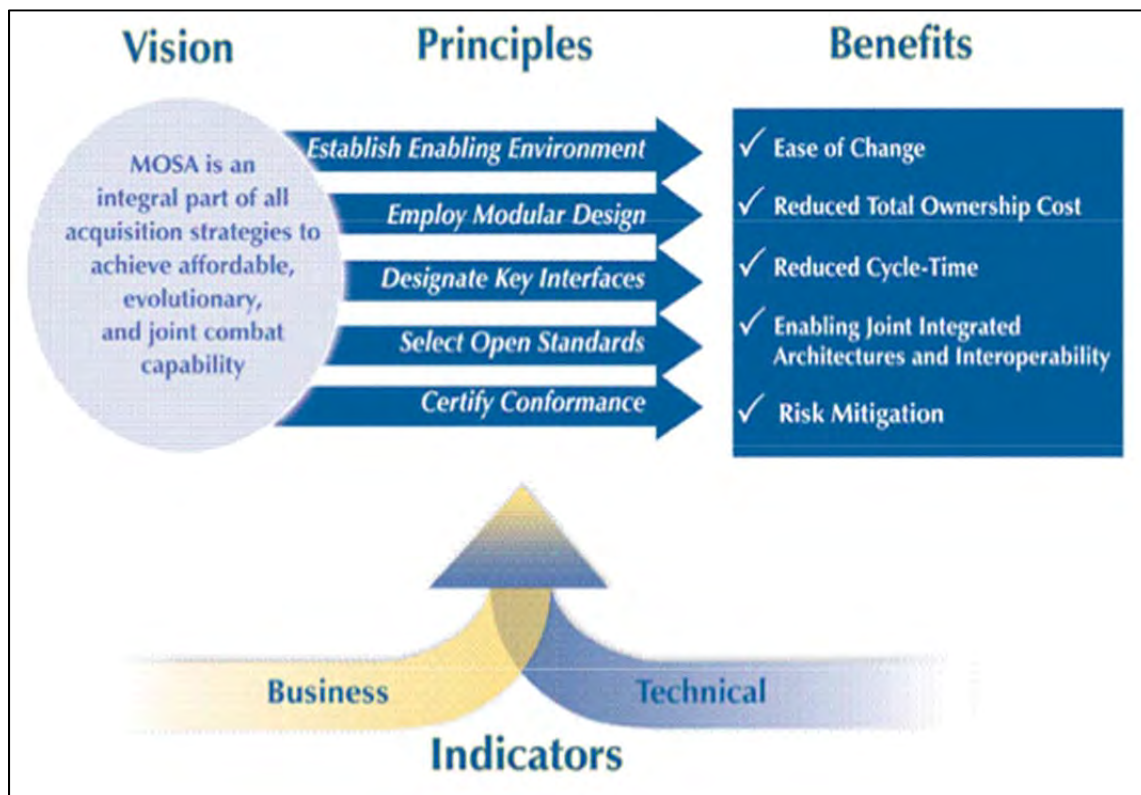 Vision
Principles
Benefits
MOSA is an
integral part of all
acquisition strategies to
achieve affordable,
evolutionary,
and joint combat
capability
Establish Enabling Environment
Employ Modular Design
Designate Key Interfaces
Select Open Standards
Certify Conformance
✓ Ease of Change
✓ Reduced Total Ownership Cost
✓ Reduced Cycle-Time
✓ Enabling Joint Integrated
Architectures and Interoperability
✓ Risk Mitigation
Business
Technical
Indicators